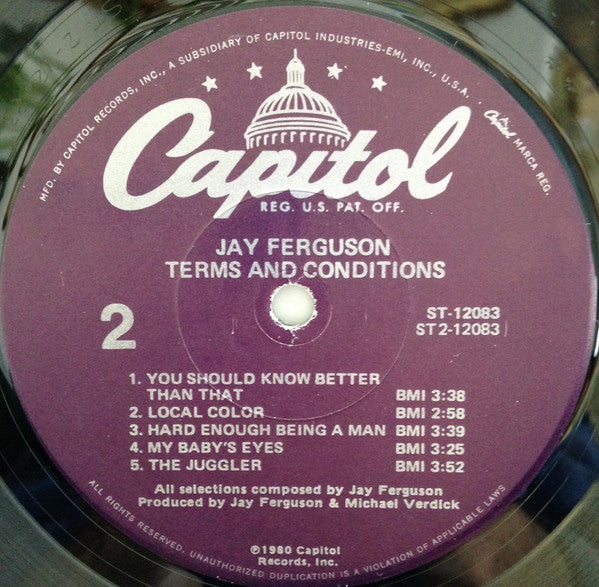 MFD. BY CAPITOL RECORDS, INC., A SUBSIDIARY OF CAPITOL INDUSTRIES-EMI, INC., U.S.A.
Capitol
Capitol MARCA REG.
REG. U.S. PAT. OFF.
JAY FERGUSON
TERMS AND CONDITIONS
2
ST-12083
ST2-12083
1. YOU SHOULD KNOW BETTER
THAN THAT BMI 3:38
2. LOCAL COLOR BMI 2:58
3. HARD ENOUGH BEING A MAN BMI 3:39
4. MY BABY'S EYES BMI 3:25
5. THE JUGGLER BMI 3:52
All selections composed by Jay Ferguson
Produced by Jay Ferguson & Michael Verdick
℗1980 Capitol
Records, Inc.
ALL RIGHTS RESERVED. UNAUTHORIZED DUPLICATION IS A VIOLATION OF APPLICABLE LAWS